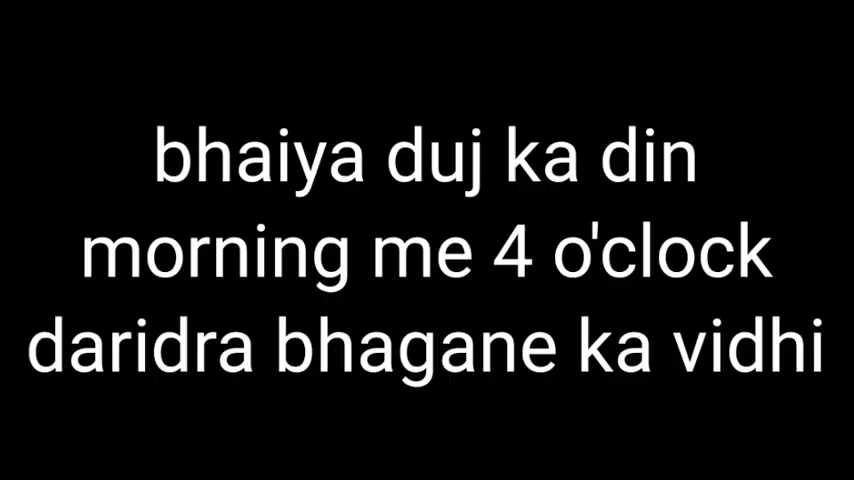 bhaiya duj ka din
morning me 4 o'clock
daridra bhagane ka vidhi